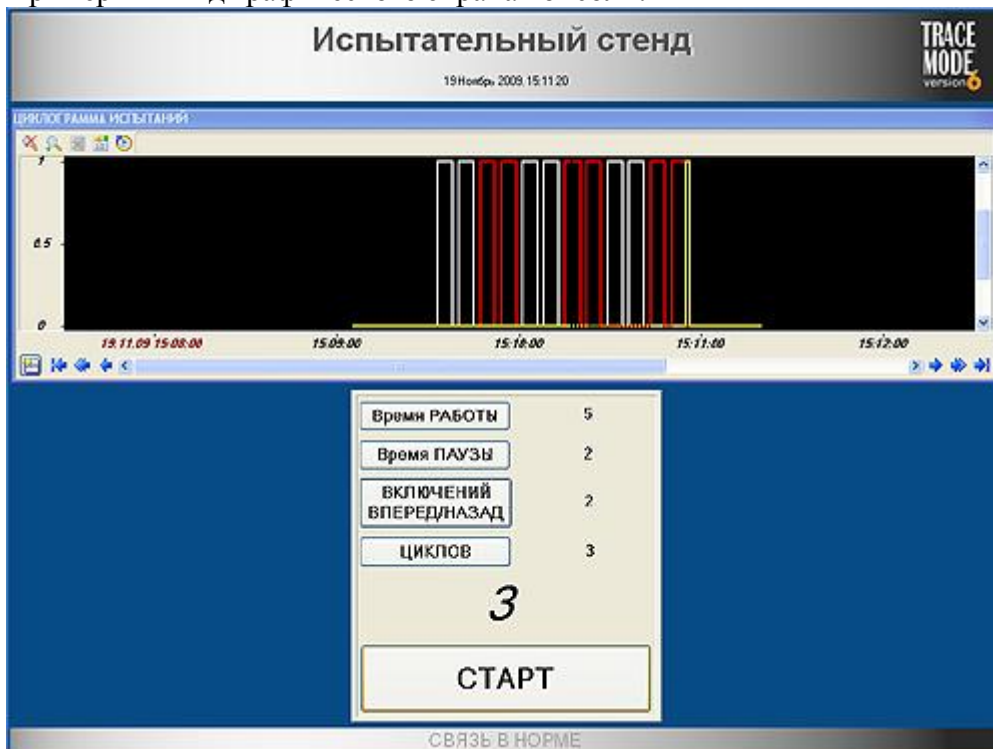 Испытательный стенд
19 Ноябрь 2009, 15:11:20
TRACE
MODE
version 6
ЦИКЛОГРАММА ИСПЫТАНИЙ
1
0.5
0
19.11.09 15:08:00
15:09:00
15:10:00
15:11:00
15:12:00
Время РАБОТЫ 5
Время ПАУЗЫ 2
ВКЛЮЧЕНИЙ
ВПЕРЕД/НАЗАД 2
ЦИКЛОВ 3
3
СТАРТ
СВЯЗЬ В НОРМЕ